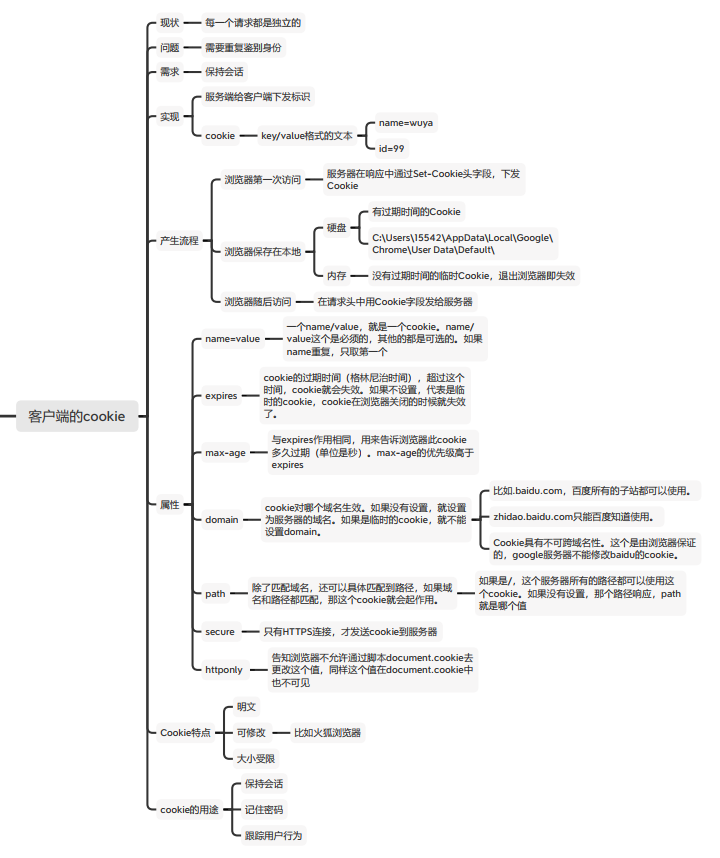 客户端的cookie
现状
每一个请求都是独立的
问题
需要重复鉴别身份
需求
保持会话
实现
服务端给客户端下发标识
cookie
key/value格式的文本
name=wuya
id=99
产生流程
浏览器第一次访问
服务器在响应中通过Set-Cookie头字段，下发
Cookie
浏览器保存在本地
硬盘
有过期时间的Cookie
C:\Users\15542\AppData\Local\Google\
Chrome\User Data\Default\
内存
没有过期时间的临时Cookie，退出浏览器即失效
浏览器随后访问
在请求头中用Cookie字段发给服务器
属性
name=value
一个name/value，就是一个cookie。name/
value这个是必须的，其他的都是可选的。如果
name重复，只取第一个
expires
cookie的过期时间（格林尼治时间），超过这个
时间，cookie就会失效。如果不设置，代表是临
时的cookie，cookie在浏览器关闭的时候就失效
了。
max-age
与expires作用相同，用来告诉浏览器此cookie
多久过期（单位是秒）。max-age的优先级高于
expires
domain
cookie对哪个域名生效。如果没有设置，就设置
为服务器的域名。如果是临时的cookie，就不能
设置domain。
比如.baidu.com，百度所有的子站都可以使用。
zhidao.baidu.com只能百度知道使用。
Cookie具有不可跨域名性。这个是由浏览器保证
的，google服务器不能修改baidu的cookie。
path
除了匹配域名，还可以具体匹配到路径，如果域
名和路径都匹配，那这个cookie就会起作用。
如果是/，这个服务器所有的路径都可以使用这
个cookie。如果没有设置，那个路径响应，path
就是哪个值
secure
只有HTTPS连接，才发送cookie到服务器
httponly
告知浏览器不允许通过脚本document.cookie去
更改这个值，同样这个值在document.cookie中
也不可见
Cookie特点
明文
可修改
比如火狐浏览器
大小受限
cookie的用途
保持会话
记住密码
跟踪用户行为